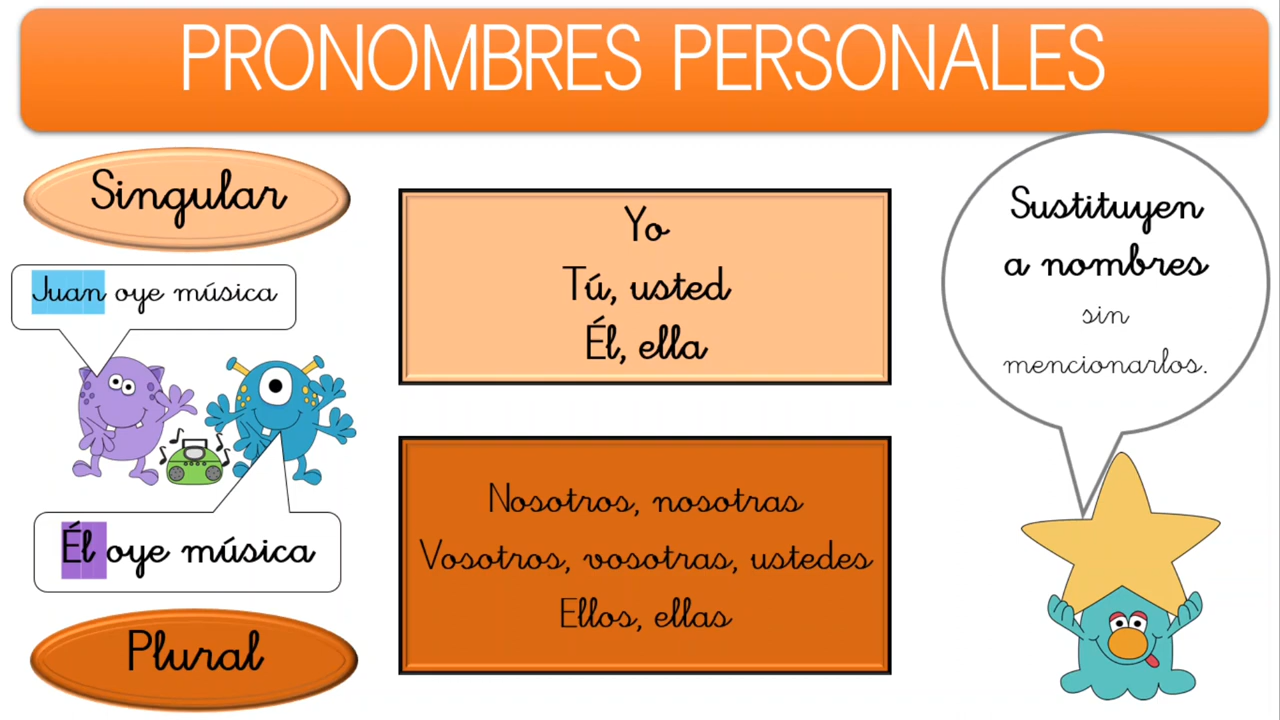 PRONOMBRES PERSONALES
Singular
Juan oye música
Él oye música
Plural
Yo
Tú, usted
Él, ella
Nosotros, nosotras
Vosotros, vosotras, ustedes
Ellos, ellas
Sustituyen
a nombres
sin
mencionarlos.